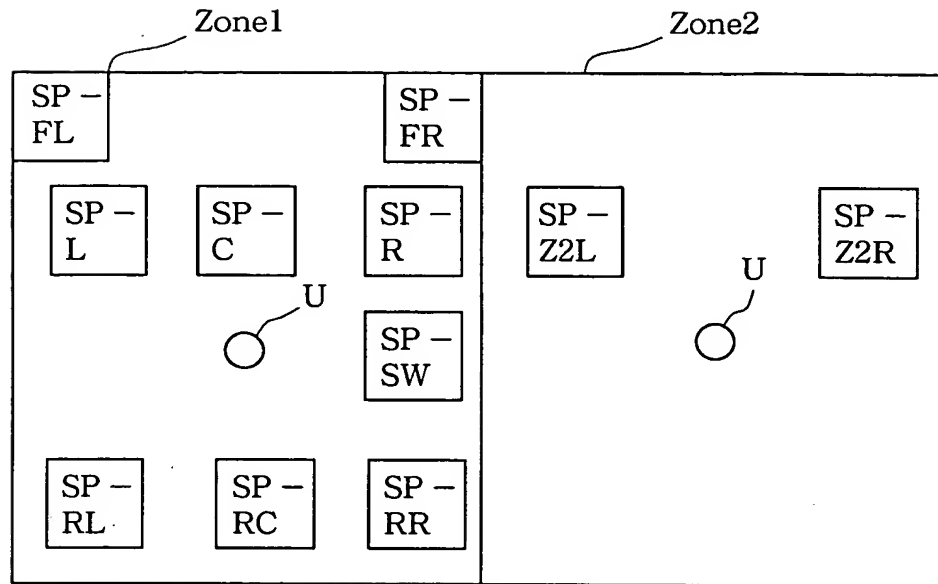 Zone1
Zone2
SP –
FL
SP –
FR
SP –
L
SP –
C
SP –
R
SP –
Z2L
SP –
Z2R
U
U
SP –
SW
SP –
RL
SP –
RC
SP –
RR